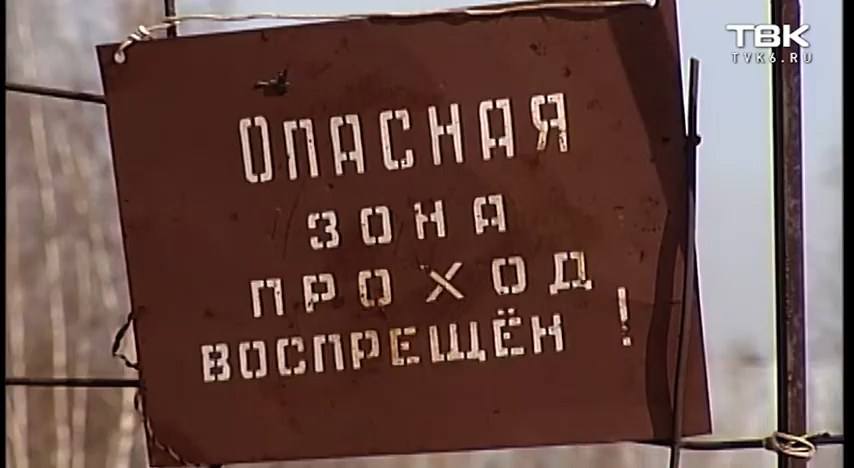 ТВК
TVK6.RU
ОПАСНАЯ
ЗОНА
ПРОХОД
ВОСПРЕЩЁН !